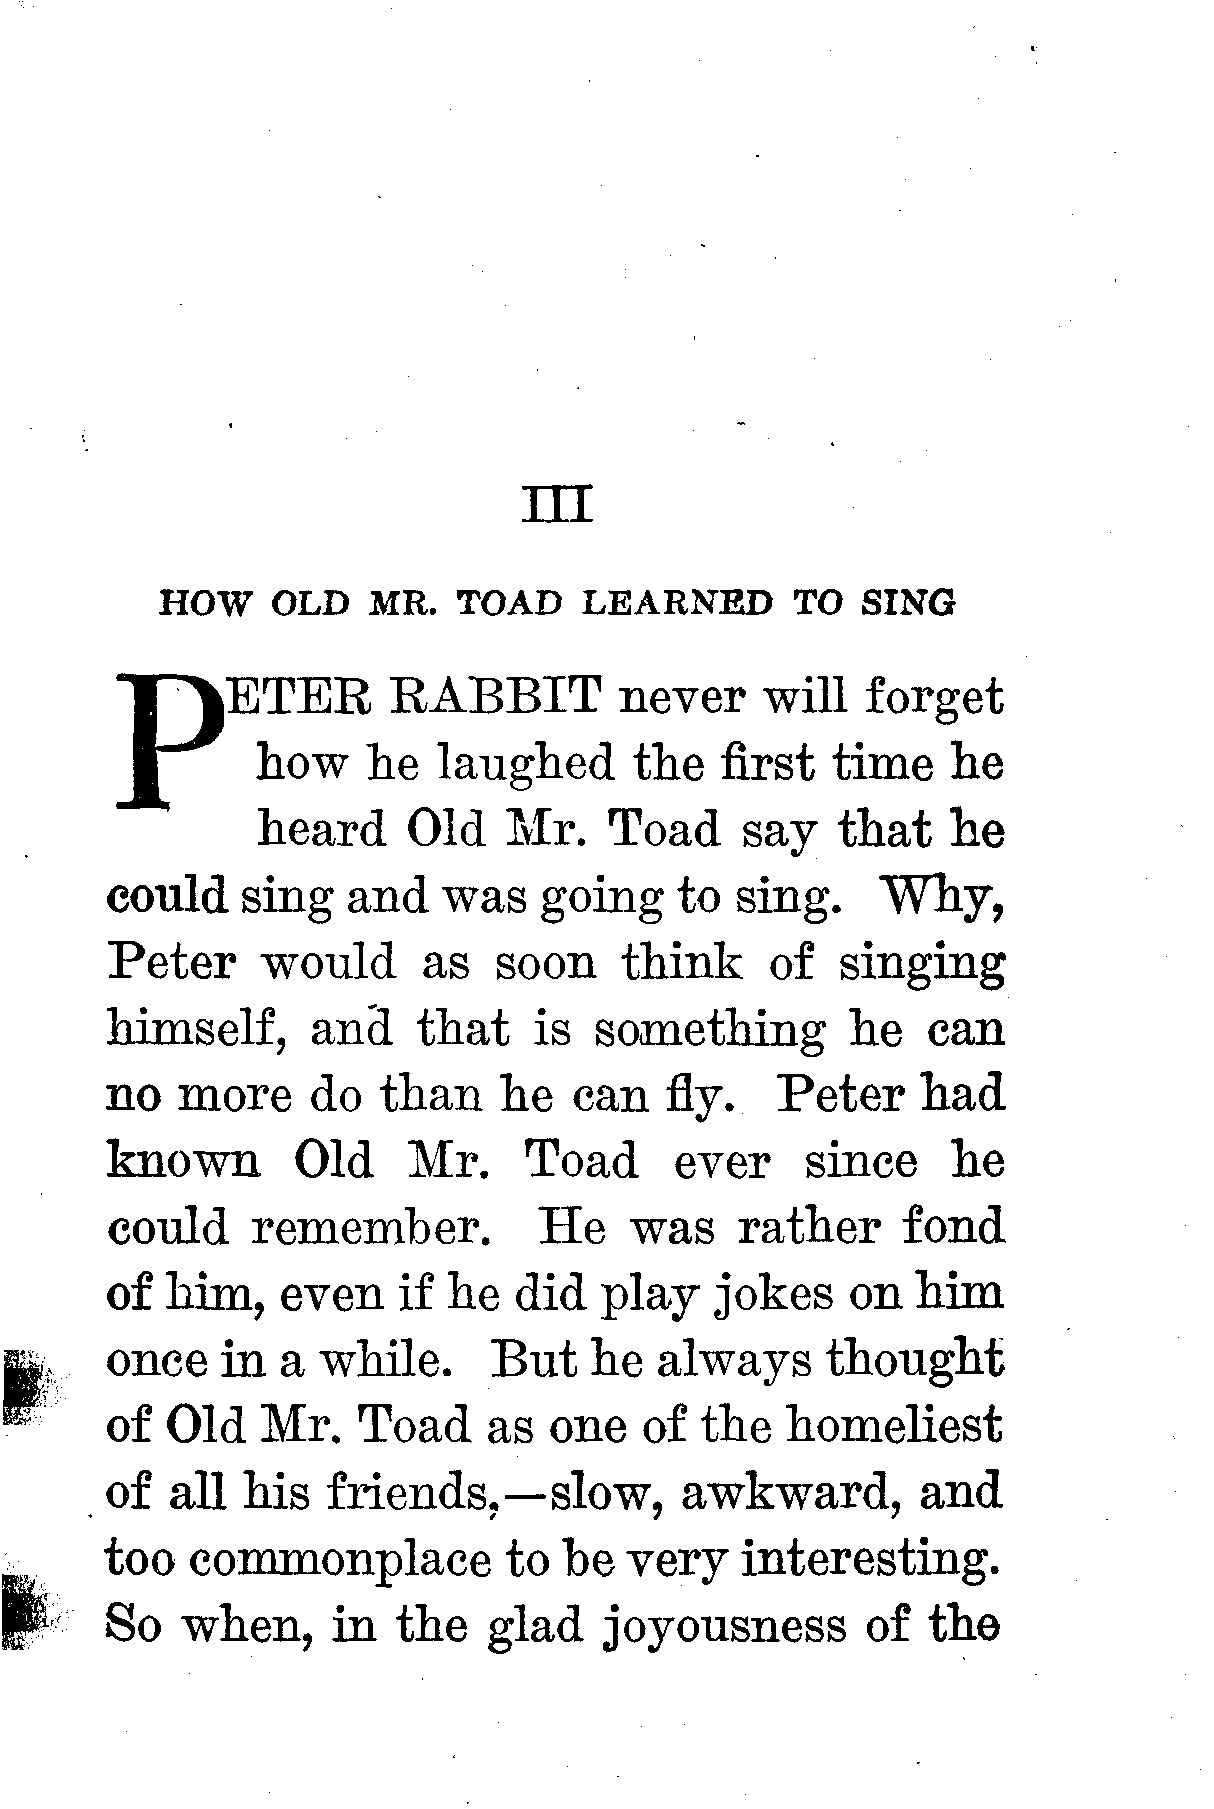 III
HOW OLD MR. TOAD LEARNED TO SING
PETER RABBIT never will forget
how he laughed the first time he
heard Old Mr. Toad say that he
could sing and was going to sing. Why,
Peter would as soon think of singing
himself, and that is something he can
no more do than he can fly. Peter had
known Old Mr. Toad ever since he
could remember. He was rather fond
of him, even if he did play jokes on him
once in a while. But he always thought
of Old Mr. Toad as one of the homeliest
of all his friends,—slow, awkward, and
too commonplace to be very interesting.
So when, in the glad joyousness of the